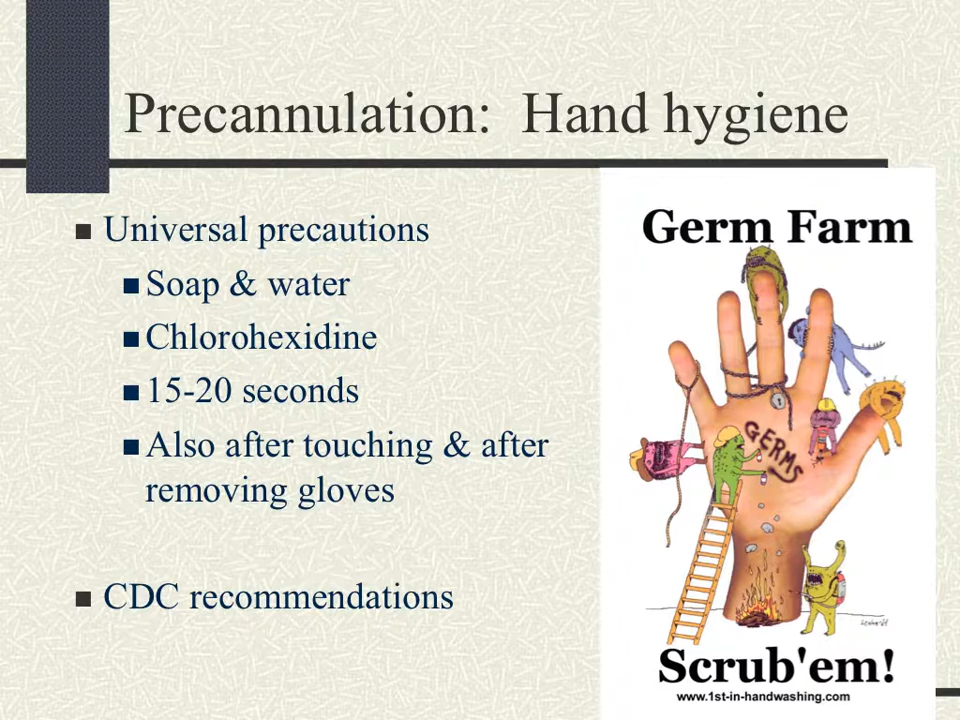 Precannulation:  Hand hygiene
Universal precautions
Soap & water
Chlorohexidine
15-20 seconds
Also after touching & after
removing gloves
CDC recommendations
Germ Farm
GERMS
Scrub'em!
www.1st-in-handwashing.com